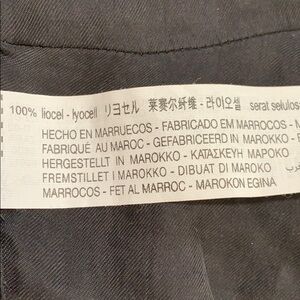 100% liocel - lyocell リヨセル 莱赛尔纤维 - 라이오셀 serat selulosa
HECHO EN MARRUECOS - FABRICADO EM MARROCOS -
FABRIQUÉ AU MAROC - GEFABRICEERD IN MAROKKO -
HERGESTELLT IN MAROKKO - ΚΑΤΑΣΚΕΥΗ ΜΑΡΟΚΟ
FREMSTILLET I MAROKKO - DIBUAT DI MAROKO
MARROCOS - FET AL MARROC - MAROKON EGINA